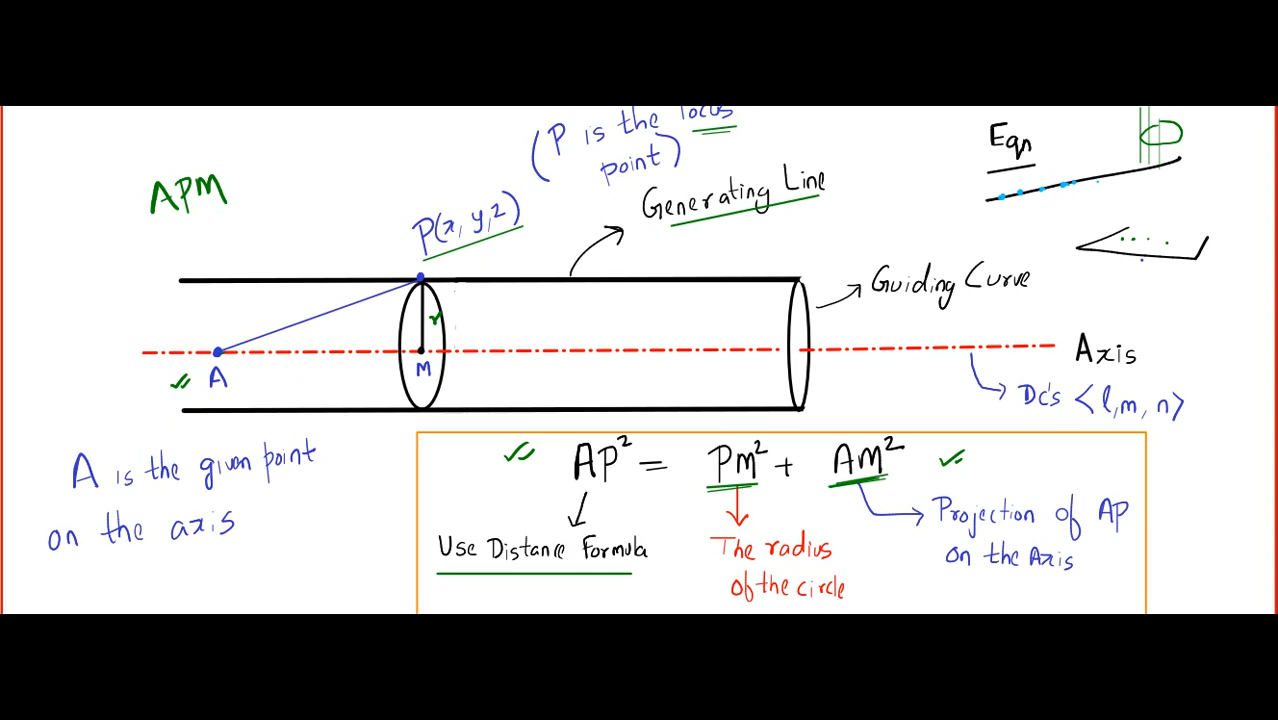 (P is the locus
point)
Eqn
APM
Generating Line
P(x, y, z)
Guiding Curve
r
A
M
Axis
Dc's <l, m, n>
A is the given point
on the axis
AP² = PM² + AM²
Use Distance Formula
The radius
of the circle
Projection of AP
on the Axis